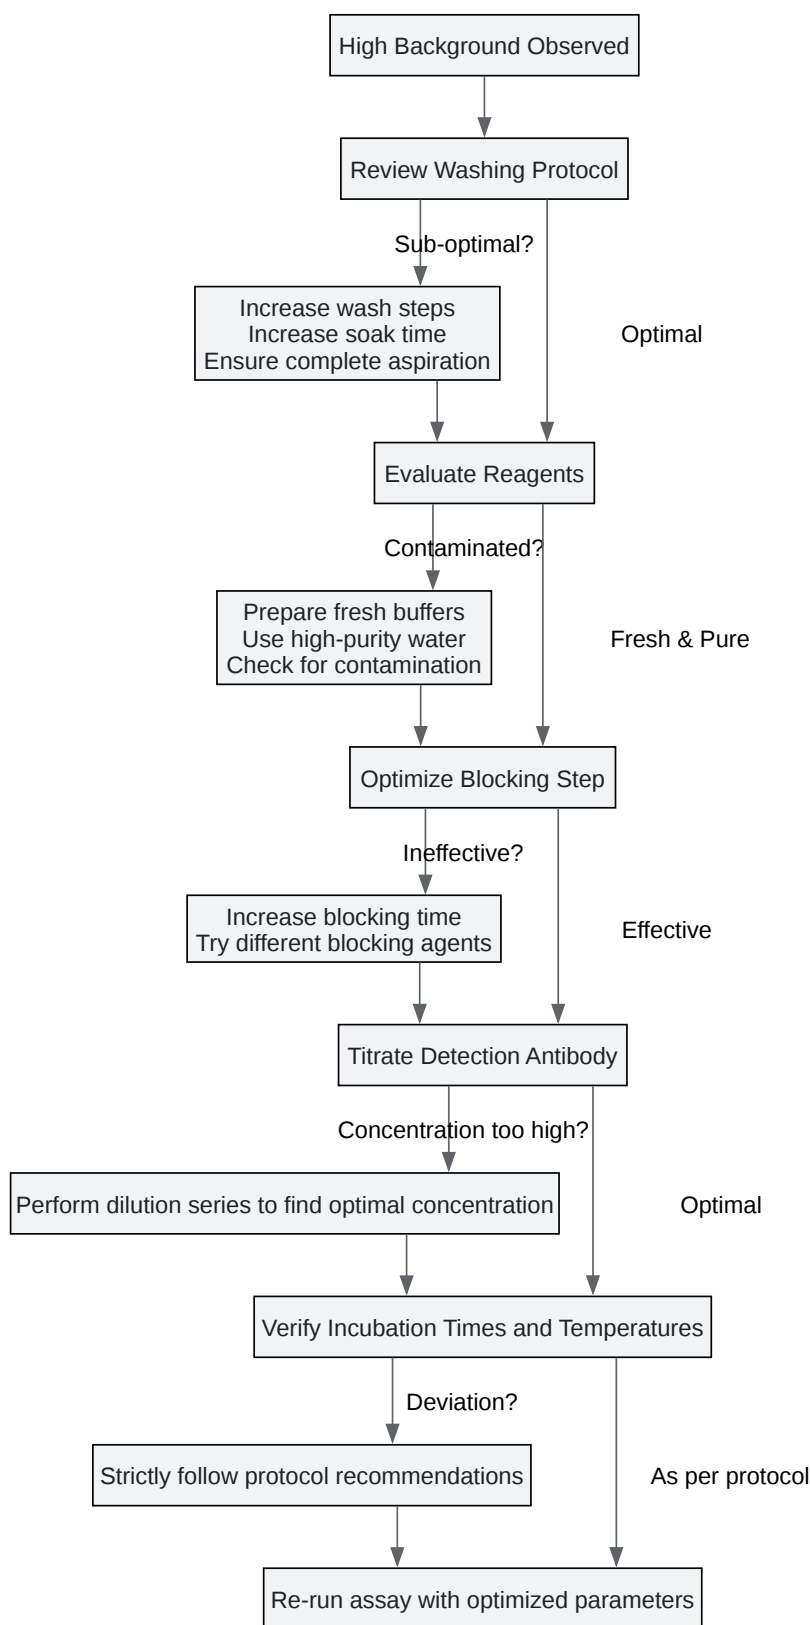 High Background Observed
Review Washing Protocol
Sub-optimal?
Increase wash steps
Increase soak time
Ensure complete aspiration
Optimal
Evaluate Reagents
Contaminated?
Prepare fresh buffers
Use high-purity water
Check for contamination
Fresh & Pure
Optimize Blocking Step
Ineffective?
Increase blocking time
Try different blocking agents
Effective
Titrate Detection Antibody
Concentration too high?
Perform dilution series to find optimal concentration
Optimal
Verify Incubation Times and Temperatures
Deviation?
Strictly follow protocol recommendations
As per protocol
Re-run assay with optimized parameters